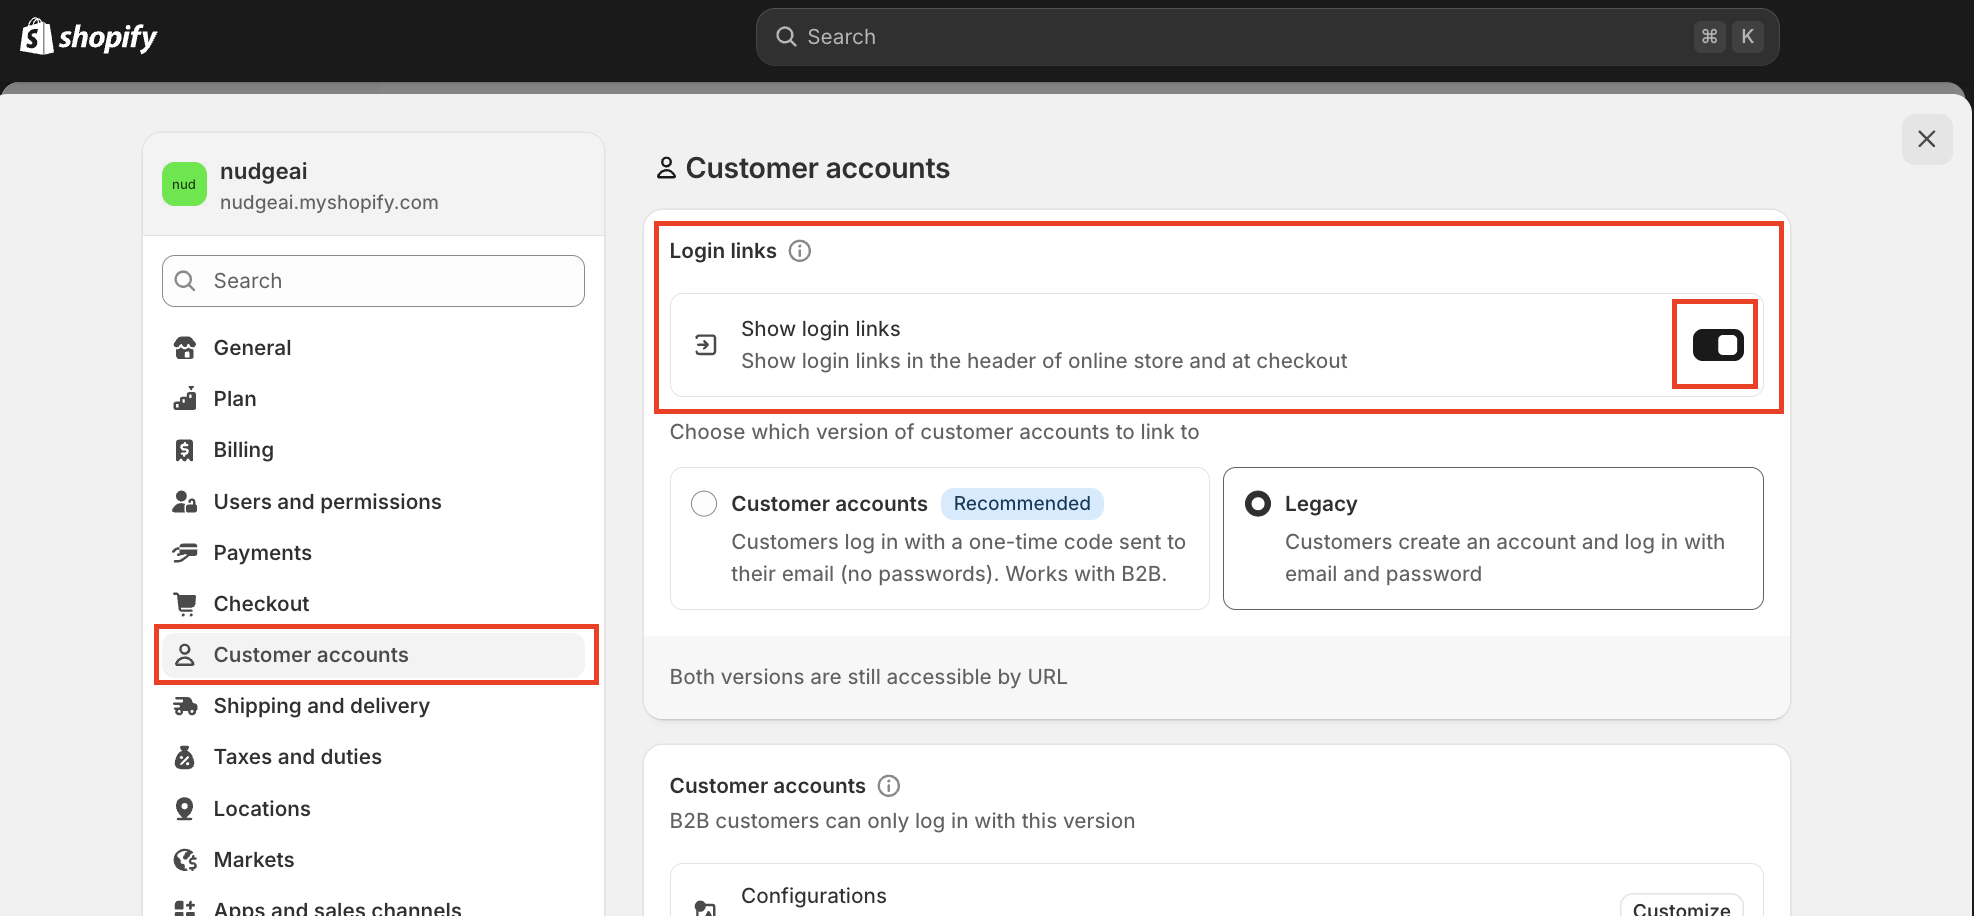 shopify
Search
⌘ K
nud
nudgeai
nudgeai.myshopify.com
Search
General
Plan
Billing
Users and permissions
Payments
Checkout
Customer accounts
Shipping and delivery
Taxes and duties
Locations
Markets
Apps and sales channels
Customer accounts
Login links
Show login links
Show login links in the header of online store and at checkout
Choose which version of customer accounts to link to
Customer accounts Recommended
Customers log in with a one-time code sent to
their email (no passwords). Works with B2B.
Legacy
Customers create an account and log in with
email and password
Both versions are still accessible by URL
Customer accounts
B2B customers can only log in with this version
Configurations
Customize